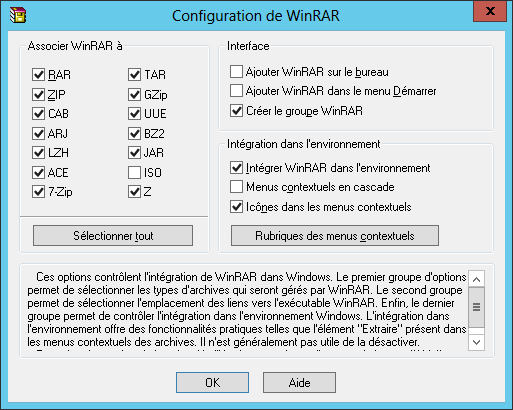 Configuration de WinRAR
Associer WinRAR à
RAR
ZIP
CAB
ARJ
LZH
ACE
7-Zip
TAR
GZip
UUE
BZ2
JAR
ISO
Z
Sélectionner tout
Interface
Ajouter WinRAR sur le bureau
Ajouter WinRAR dans le menu Démarrer
Créer le groupe WinRAR
Intégration dans l'environnement
Intégrer WinRAR dans l'environnement
Menus contextuels en cascade
Icônes dans les menus contextuels
Rubriques des menus contextuels
Ces options contrôlent l'intégration de WinRAR dans Windows. Le premier groupe d'options
permet de sélectionner les types d'archives qui seront gérés par WinRAR. Le second groupe
permet de sélectionner l'emplacement des liens vers l'exécutable WinRAR. Enfin, le dernier
groupe permet de contrôler l'intégration dans l'environnement Windows. L'intégration dans
l'environnement offre des fonctionnalités pratiques telles que l'élément "Extraire" présent dans
les menus contextuels des archives. Il n'est généralement pas utile de la désactiver.
OK
Aide